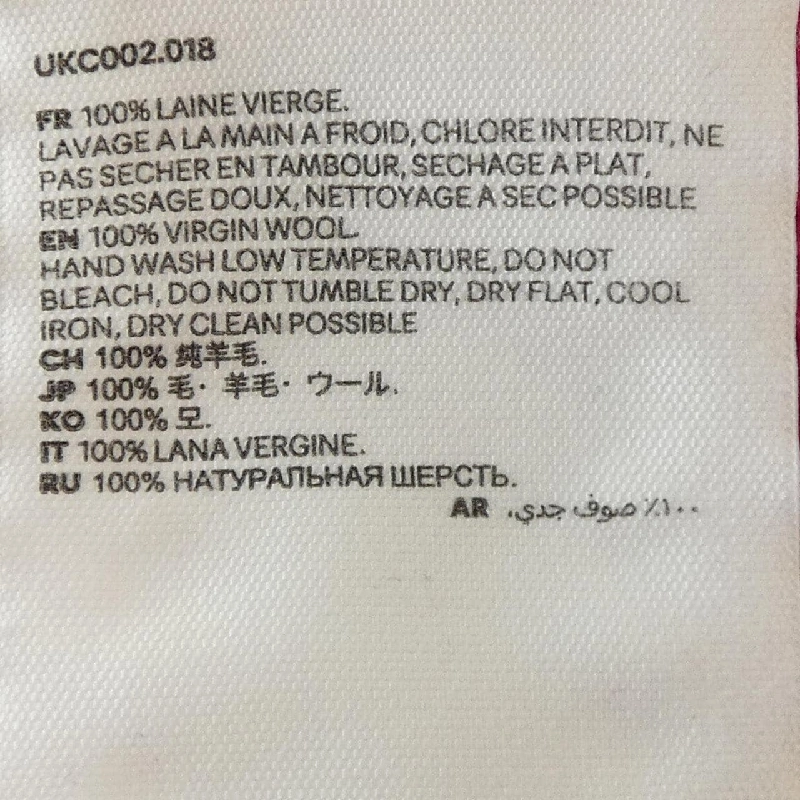 UKC002.018
FR 100% LAINE VIERGE.
LAVAGE A LA MAIN A FROID, CHLORE INTERDIT, NE
PAS SECHER EN TAMBOUR, SECHAGE A PLAT,
REPASSAGE DOUX, NETTOYAGE A SEC POSSIBLE
EN 100% VIRGIN WOOL.
HAND WASH LOW TEMPERATURE, DO NOT
BLEACH, DO NOT TUMBLE DRY, DRY FLAT, COOL
IRON, DRY CLEAN POSSIBLE
CH 100% 纯羊毛.
JP 100% 毛· 羊毛· ウール.
KO 100% 모.
IT 100% LANA VERGINE.
RU 100% НАТУРАЛЬНАЯ ШЕРСТЬ.
AR ١٠٠٪ صوف جدي.